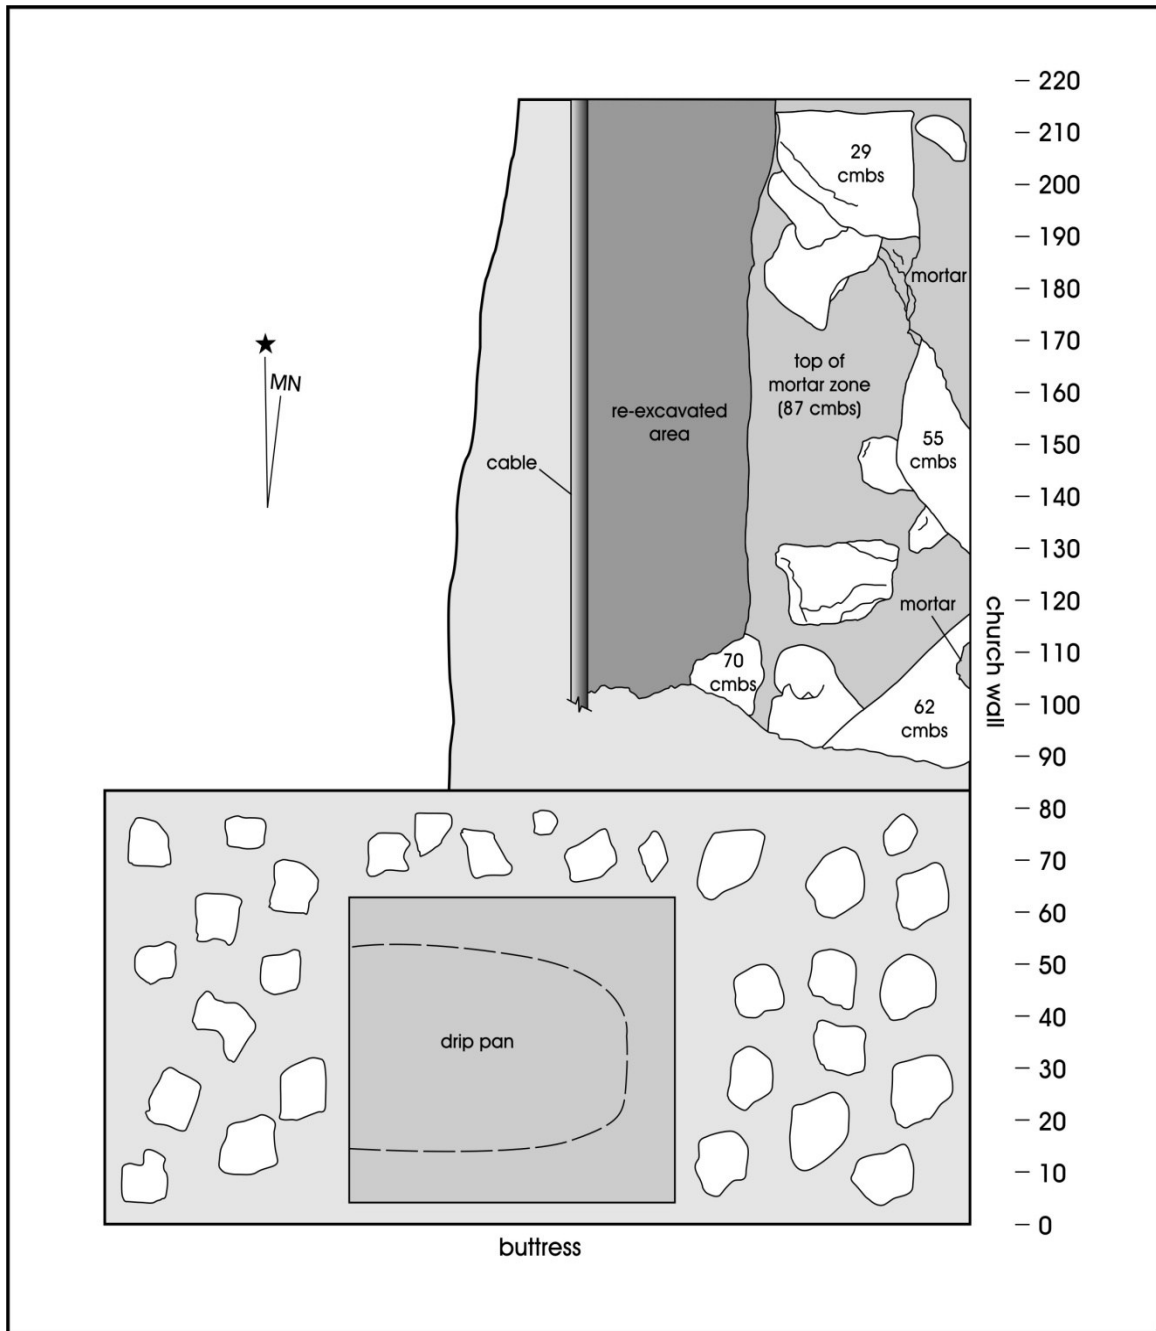 220
210
200
190
180
170
160
150
140
130
120
110
100
90
80
70
60
50
40
30
20
10
0
church wall
29
cmbs
mortar
MN
top of
mortar zone
(87 cmbs)
re-excavated
area
55
cmbs
cable
mortar
70
cmbs
62
cmbs
drip pan
buttress